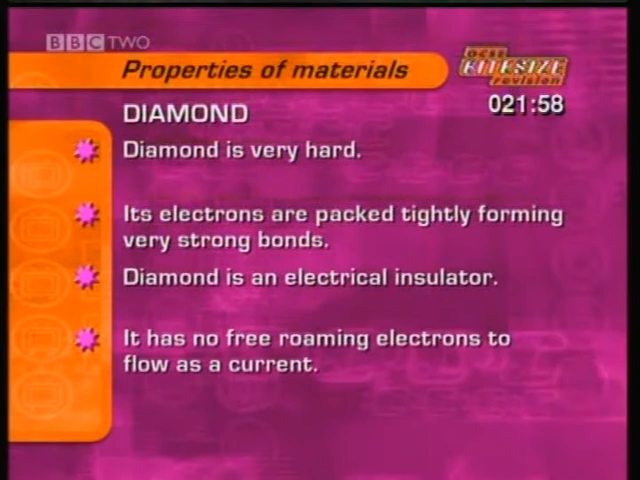 BBC TWO
Properties of materials
GCSE
BITESIZE
revision
021:58
DIAMOND
Diamond is very hard.
Its electrons are packed tightly forming
very strong bonds.
Diamond is an electrical insulator.
It has no free roaming electrons to
flow as a current.